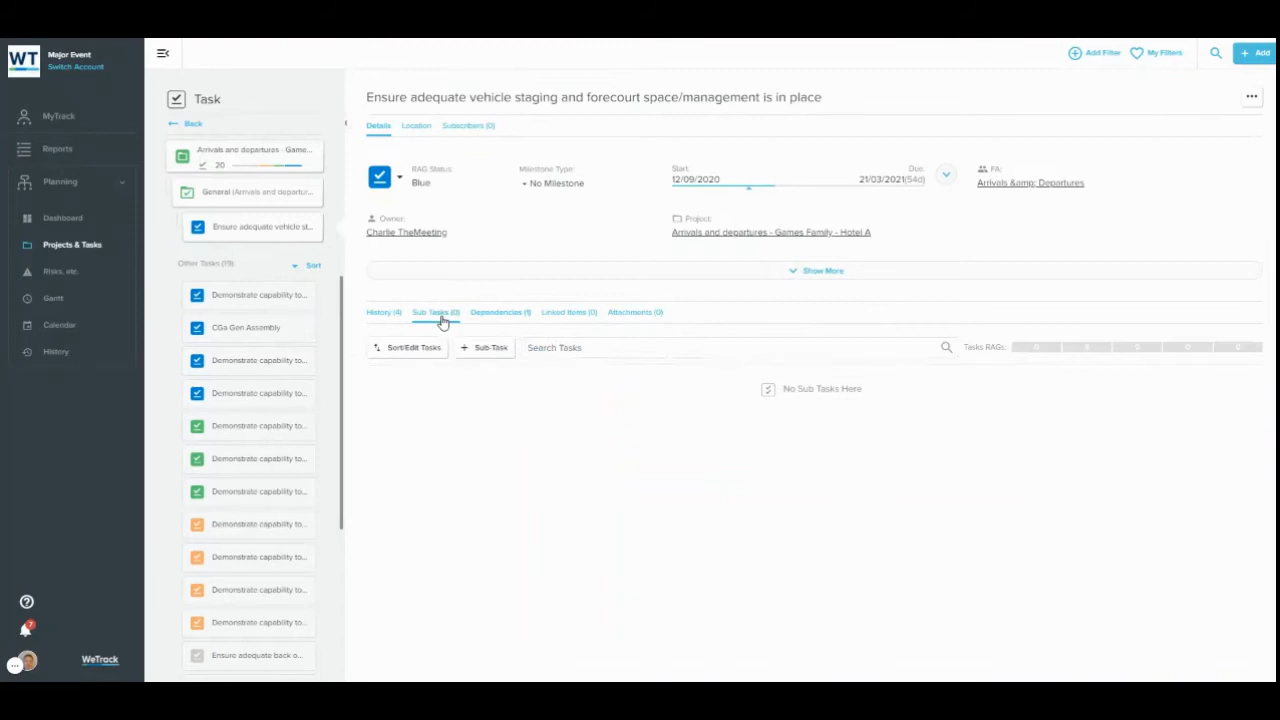 WT
Major Event
Switch Account
MyTrack
Reports
Planning
Dashboard
Projects & Tasks
Risks, etc.
Gantt
Calendar
History
7
WeTrack
Add Filter
My Filters
+ Add
Task
Back
Arrivals and departures - Game...
20
General (Arrivals and departur...
Ensure adequate vehicle st...
Other Tasks (19)
Sort
Demonstrate capability to...
CGa Gen Assembly
Demonstrate capability to...
Demonstrate capability to...
Demonstrate capability to...
Demonstrate capability to...
Demonstrate capability to...
Demonstrate capability to...
Demonstrate capability to...
Demonstrate capability to...
Demonstrate capability to...
Ensure adequate back o...
Ensure adequate vehicle staging and forecourt space/management is in place
Details Location Subscribers (0)
RAG Status:
Blue
Milestone Type:
No Milestone
Start:
12/09/2020
Due:
21/03/2021(54d)
FA:
Arrivals &amp; Departures
Owner:
Charlie TheMeeting
Project:
Arrivals and departures - Games Family - Hotel A
Show More
History (4) Sub Tasks (0) Dependencies (1) Linked Items (0) Attachments (0)
Sort/Edit Tasks + Sub-Task Search Tasks Tasks RAGs: 0 0 0 0 0
No Sub Tasks Here